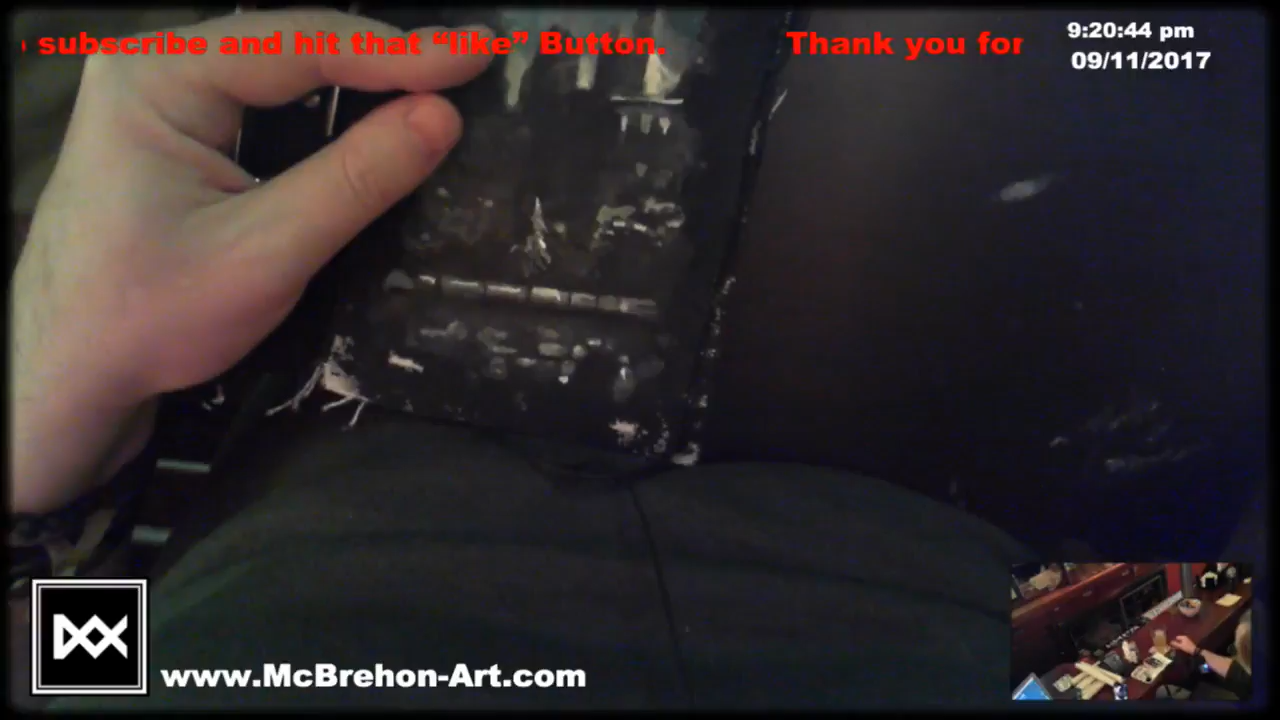 subscribe and hit that “like” Button. Thank you for
9:20:44 pm
09/11/2017
www.McBrehon-Art.com